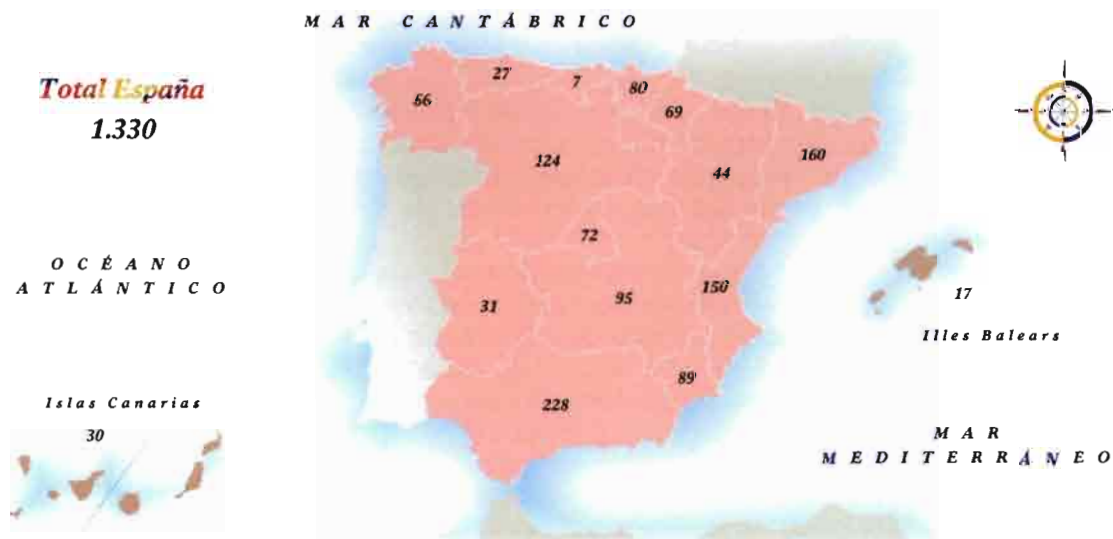 MAR CANTÁBRICO
Total España
1.330
27
7
80
66
69
124
160
44
72
OCÉANO
ATLÁNTICO
150
95
31
17
Illes Balears
89
Islas Canarias
228
30
MAR
MEDITERRÁNEO